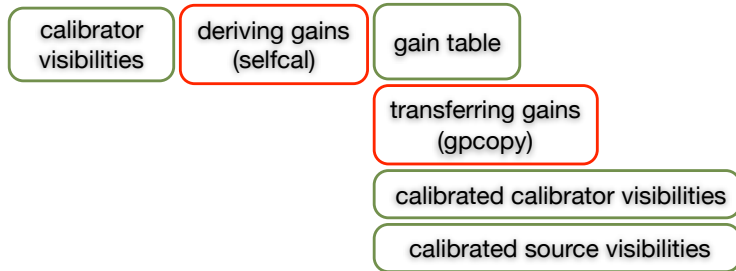 calibrator
visibilities
deriving gains
(selfcal)
gain table
transferring gains
(gpcopy)
calibrated calibrator visibilities
calibrated source visibilities